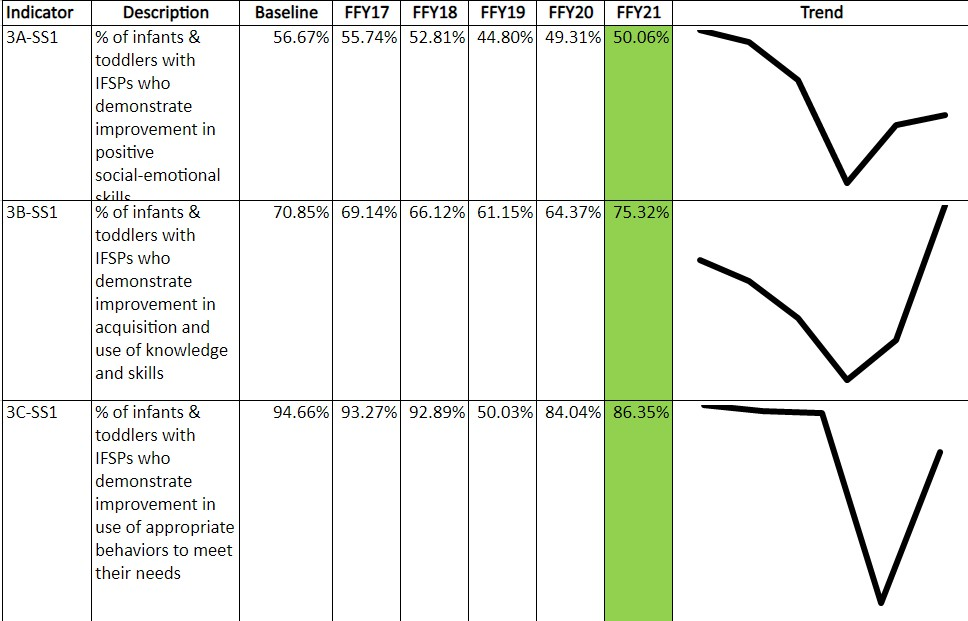 Indicator Description Baseline FFY17 FFY18 FFY19 FFY20 FFY21 Trend
3A-SS1 % of infants & 56.67% 55.74% 52.81% 44.80% 49.31% 50.06%
toddlers with
IFSPs who
demonstrate
improvement in
positive
social-emotional
skills
3B-SS1 % of infants & 70.85% 69.14% 66.12% 61.15% 64.37% 75.32%
toddlers with
IFSPs who
demonstrate
improvement in
acquisition and
use of knowledge
and skills
3C-SS1 % of infants & 94.66% 93.27% 92.89% 50.03% 84.04% 86.35%
toddlers with
IFSPs who
demonstrate
improvement in
use of appropriate
behaviors to meet
their needs